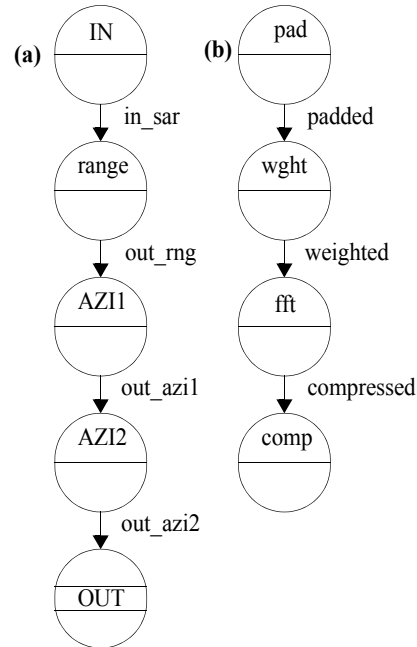 (a)
IN
in_sar
range
out_rng
AZI1
out_azi1
AZI2
out_azi2
OUT
(b)
pad
padded
wght
weighted
fft
compressed
comp